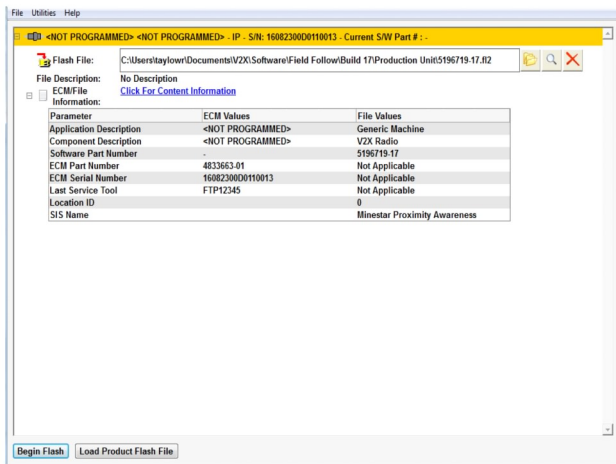 File Utilities Help
<NOT PROGRAMMED> <NOT PROGRAMMED> - IP - S/N: 16082300D0110013 - Current S/W Part # : -
Flash File: C:\Users\taylowr\Documents\V2X\Software\Field Follow\Build 17\Production Unit\5196719-17.fl2
File Description: No Description
ECM/File Information: Click For Content Information
Parameter ECM Values File Values
Application Description <NOT PROGRAMMED> Generic Machine
Component Description <NOT PROGRAMMED> V2X Radio
Software Part Number - 5196719-17
ECM Part Number 4833663-01 Not Applicable
ECM Serial Number 16082300D0110013 Not Applicable
Last Service Tool FTP12345 Not Applicable
Location ID 0
SIS Name Minestar Proximity Awareness
Begin Flash Load Product Flash File